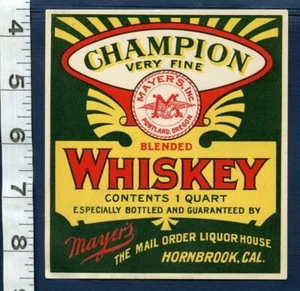 CHAMPION
VERY FINE
MAYER'S, INC.
M
PORTLAND, OREGON
BLENDED
WHISKEY
CONTENTS 1 QUART
ESPECIALLY BOTTLED AND GUARANTEED BY
Mayer's
THE MAIL ORDER LIQUOR HOUSE
HORNBROOK, CAL.
4
5
6
7
8